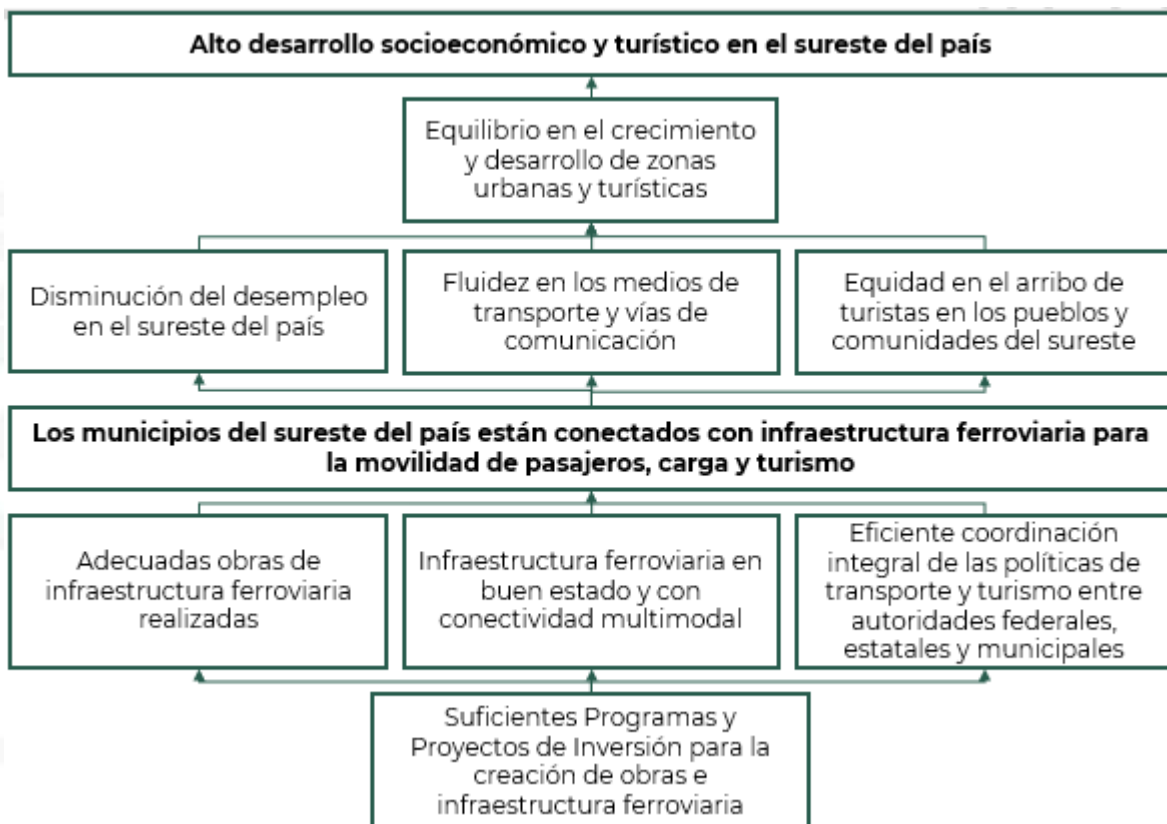 Alto desarrollo socioeconómico y turístico en el sureste del país
Equilibrio en el crecimiento
y desarrollo de zonas
urbanas y turísticas
Disminución del desempleo
en el sureste del país
Fluidez en los medios de
transporte y vías de
comunicación
Equidad en el arribo de
turistas en los pueblos y
comunidades del sureste
Los municipios del sureste del país están conectados con infraestructura ferroviaria para
la movilidad de pasajeros, carga y turismo
Adecuadas obras de
infraestructura ferroviaria
realizadas
Infraestructura ferroviaria en
buen estado y con
conectividad multimodal
Eficiente coordinación
integral de las políticas de
transporte y turismo entre
autoridades federales,
estatales y municipales
Suficientes Programas y
Proyectos de Inversión para la
creación de obras e
infraestructura ferroviaria